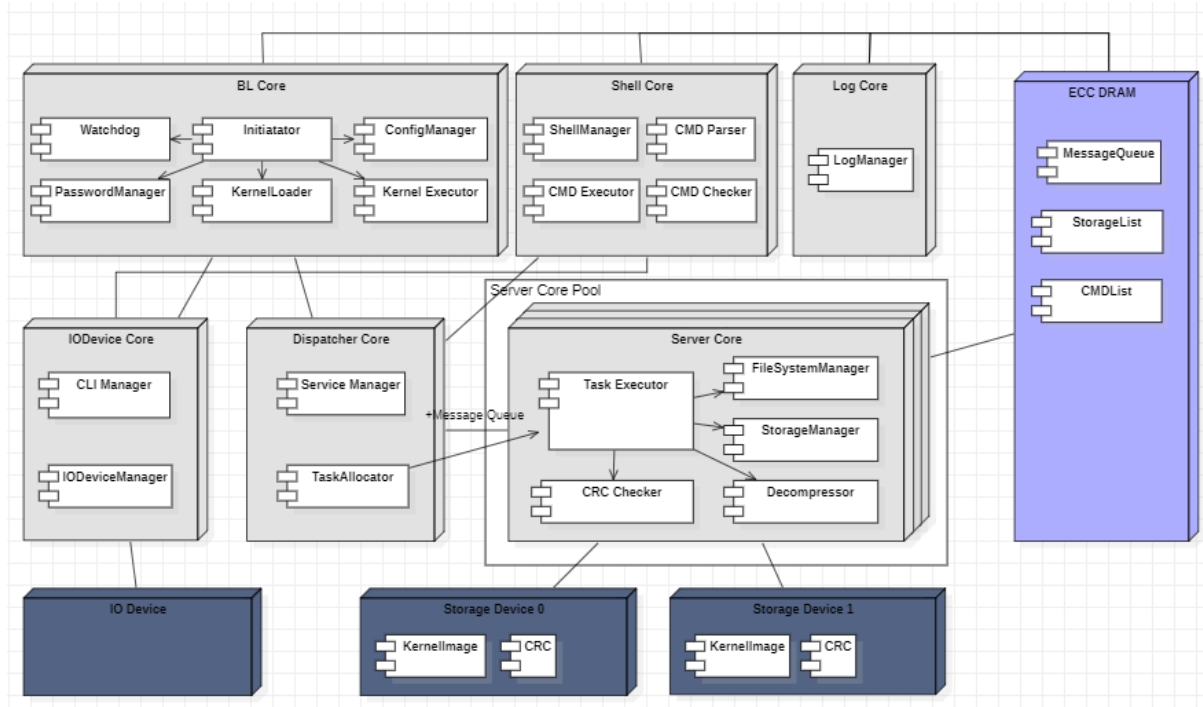 BL Core
Shell Core
Log Core
ECC DRAM
Watchdog
Initiatator
ConfigManager
PasswordManager
KernelLoader
Kernel Executor
ShellManager
CMD Parser
CMD Executor
CMD Checker
LogManager
MessageQueue
StorageList
CMDList
IODevice Core
CLI Manager
IODeviceManager
Dispatcher Core
Service Manager
TaskAllocator
+Message Queue
Server Core Pool
Server Core
Task Executor
FileSystemManager
StorageManager
CRC Checker
Decompressor
IO Device
Storage Device 0
KernelImage
CRC
Storage Device 1
KernelImage
CRC